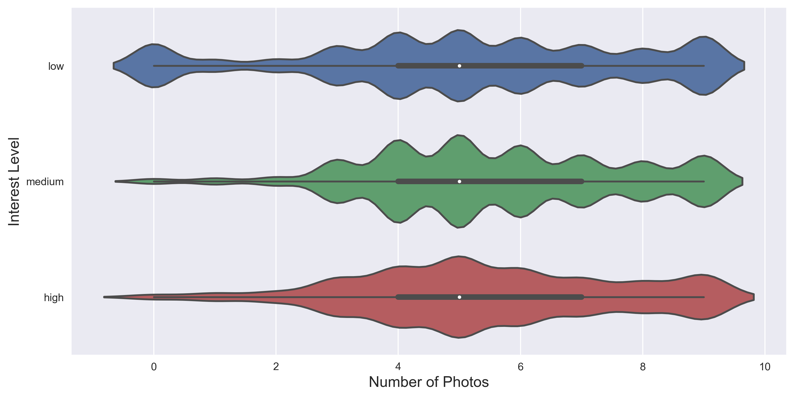 low
medium
high
Interest Level
0 2 4 6 8 10
Number of Photos